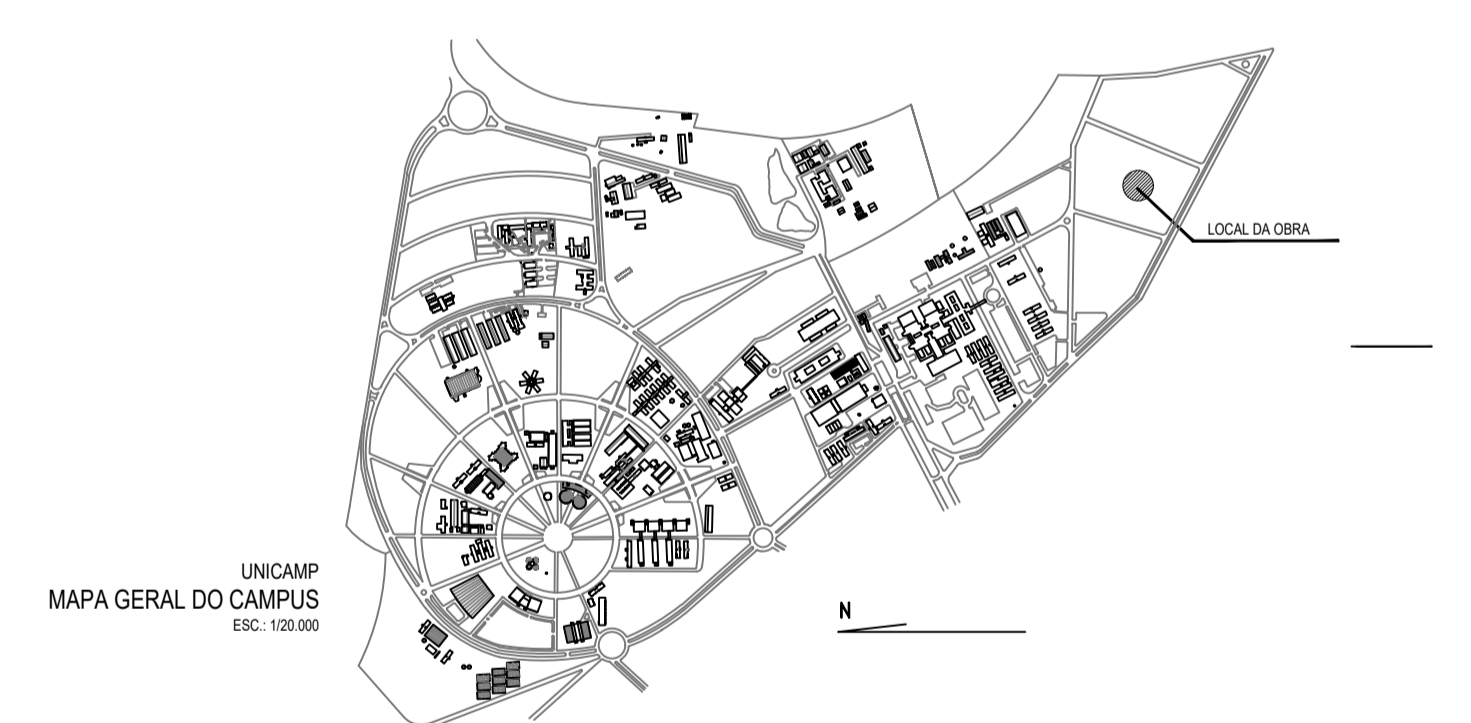 LOCAL DA OBRA
UNICAMP
MAPA GERAL DO CAMPUS
ESC.: 1/20.000
N